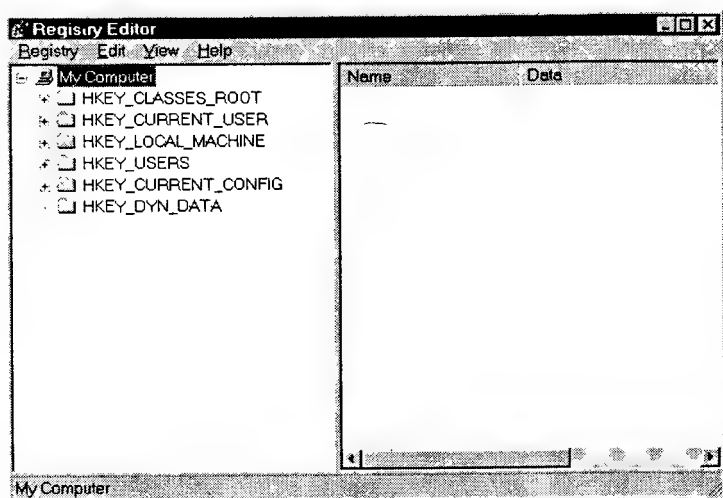 Registry Editor
Registry Edit View Help
My Computer
HKEY_CLASSES_ROOT
HKEY_CURRENT_USER
HKEY_LOCAL_MACHINE
HKEY_USERS
HKEY_CURRENT_CONFIG
HKEY_DYN_DATA
Name Data
My Computer